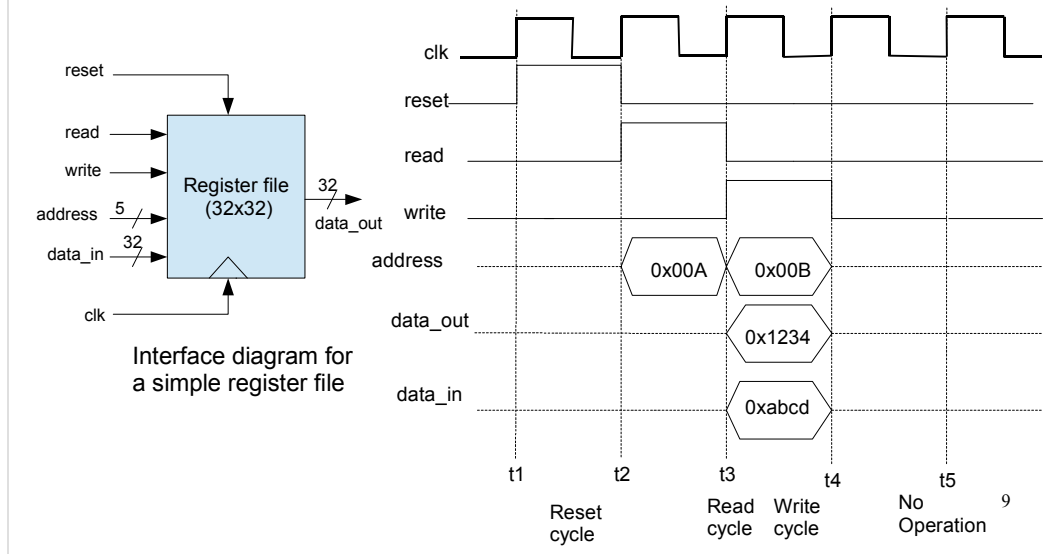 reset
read
write
address
data_in
clk
5
32
Register file
(32x32)
32
data_out
Interface diagram for
a simple register file
clk
reset
read
write
address
data_out
data_in
0x00A
0x00B
0x1234
0xabcd
t1
t2
t3
t4
t5
Reset
cycle
Read
cycle
Write
cycle
No
Operation
9